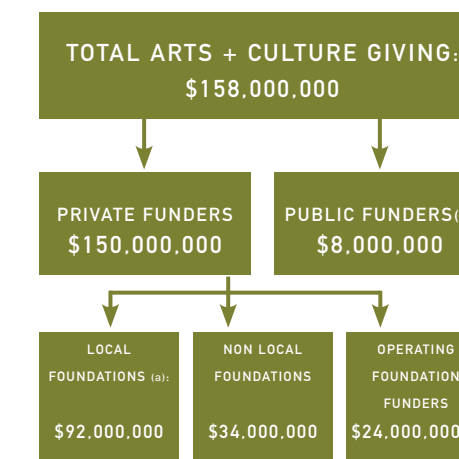 TOTAL ARTS + CULTURE GIVING:
$158,000,000
PRIVATE FUNDERS
$150,000,000
PUBLIC FUNDERS(
$8,000,000
LOCAL
FOUNDATIONS (a):
$92,000,000
NON LOCAL
FOUNDATIONS
$34,000,000
OPERATING
FOUNDATION
FUNDERS
$24,000,000